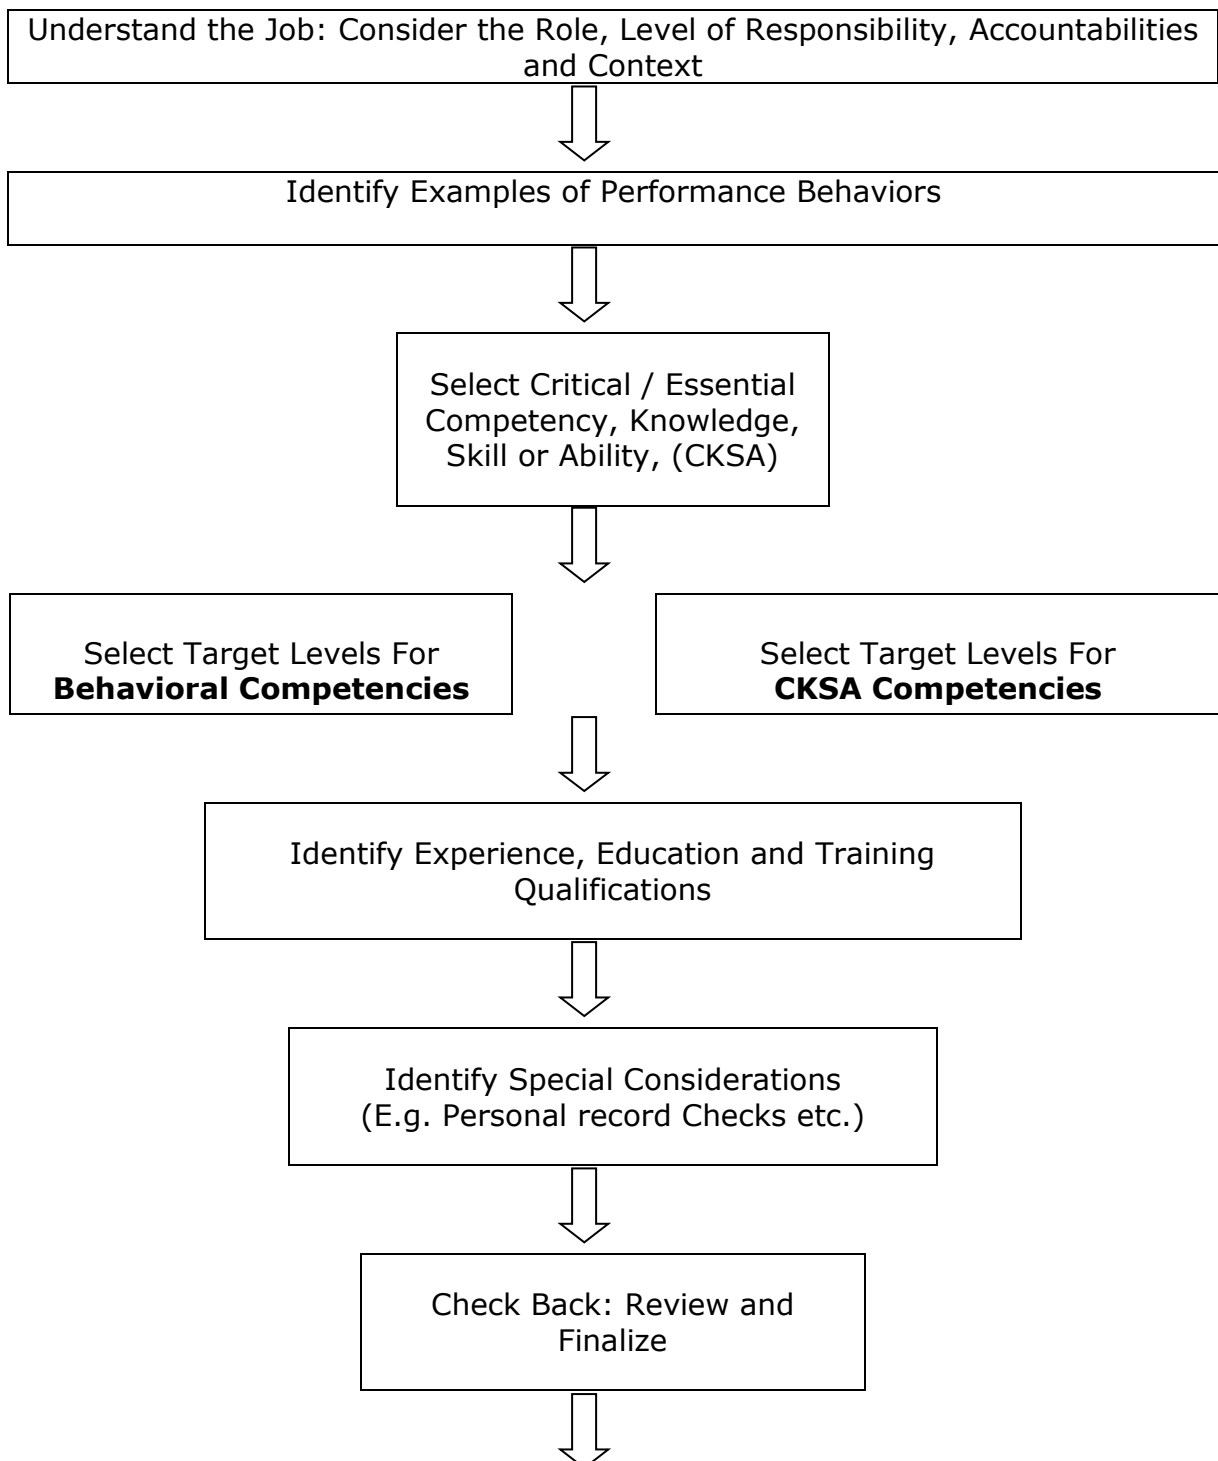 Understand the Job: Consider the Role, Level of Responsibility, Accountabilities
and Context
Identify Examples of Performance Behaviors
Select Critical / Essential
Competency, Knowledge,
Skill or Ability, (CKSA)
Select Target Levels For
Behavioral Competencies
Select Target Levels For
CKSA Competencies
Identify Experience, Education and Training
Qualifications
Identify Special Considerations
(E.g. Personal record Checks etc.)
Check Back: Review and
Finalize